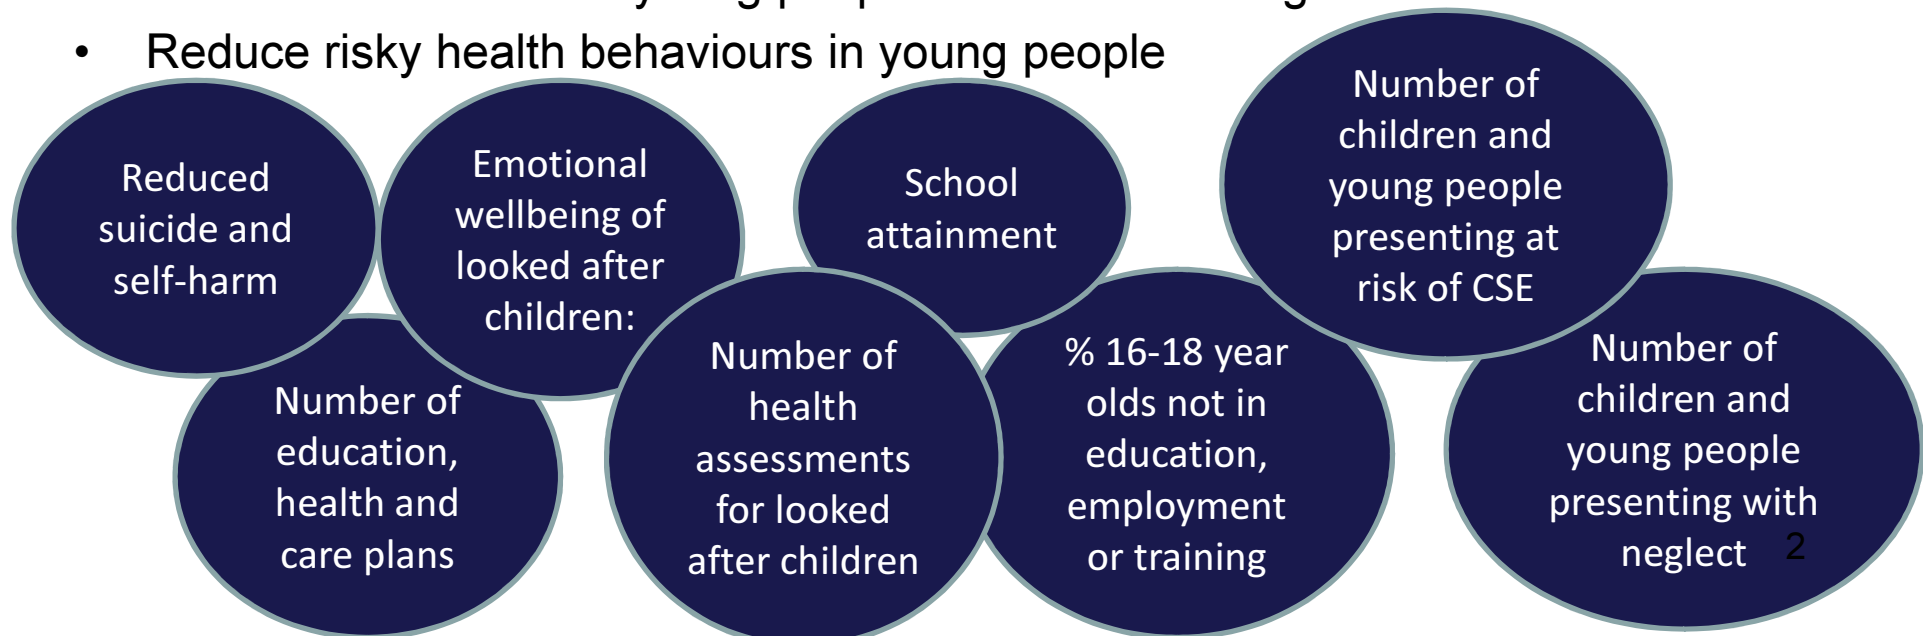 • Reduce risky health behaviours in young people
Reduced
suicide and
self-harm
Emotional
wellbeing of
looked after
children:
School
attainment
Number of
children and
young people
presenting at
risk of CSE
Number of
education,
health and
care plans
Number of
health
assessments
for looked
after children
% 16-18 year
olds not in
education,
employment
or training
Number of
children and
young people
presenting with
neglect
2